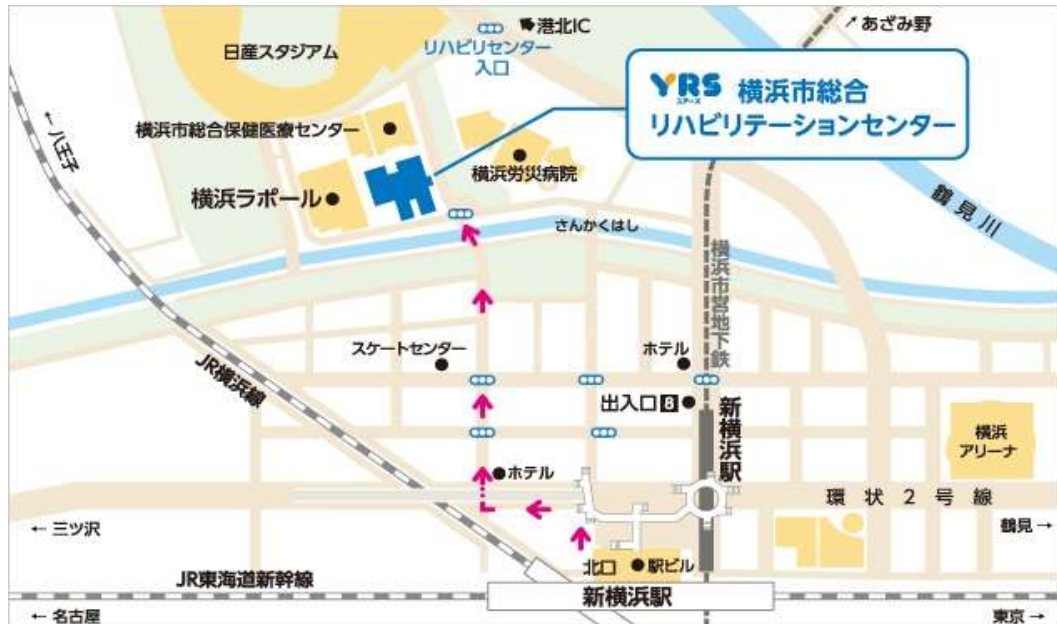 港北IC
あざみ野
日産スタジアム
リハビリセンター
入口
YRS
ヨアーズ
横浜市総合
リハビリテーションセンター
八王子
横浜市総合保健医療センター
横浜労災病院
横浜ラポール
鶴見川
さんかくはし
横浜市営地下鉄
スケートセンター
ホテル
JR横浜線
出入口8
新横浜駅
横浜
アリーナ
ホテル
環状2号線
← 三ツ沢
鶴見 →
北口
駅ビル
JR東海道新幹線
新横浜駅
← 名古屋
東京 →